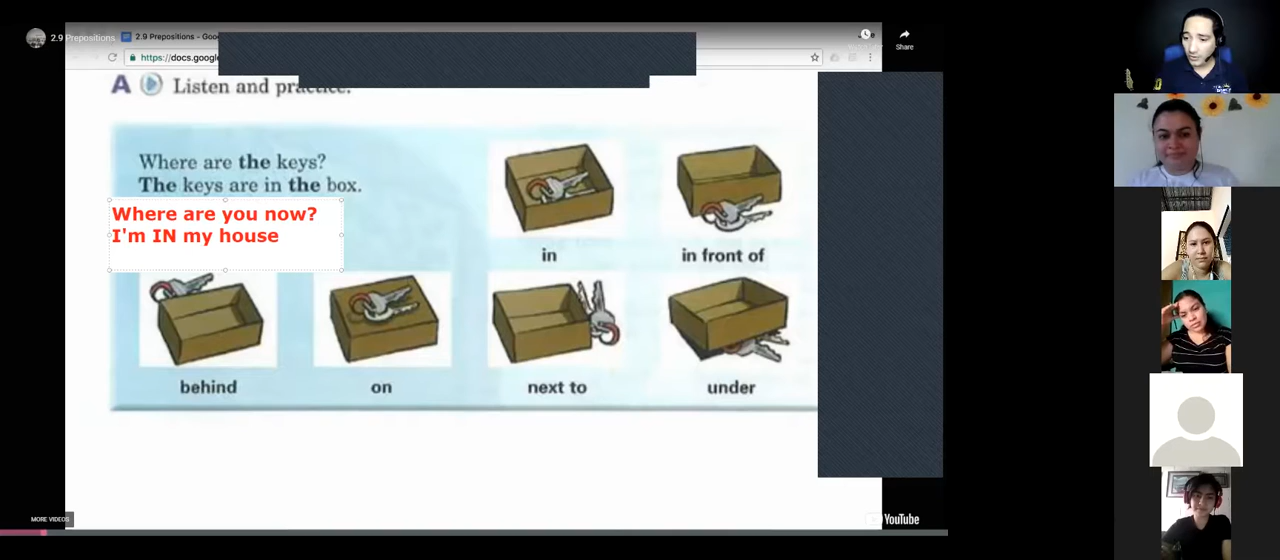 2.9 Prepositions
2.9 Prepositions - Goo
https://docs.google
Share
A Listen and practice.
Where are the keys?
The keys are in the box.
Where are you now?
I'm IN my house
in
in front of
behind
on
next to
under
MORE VIDEOS
YouTube